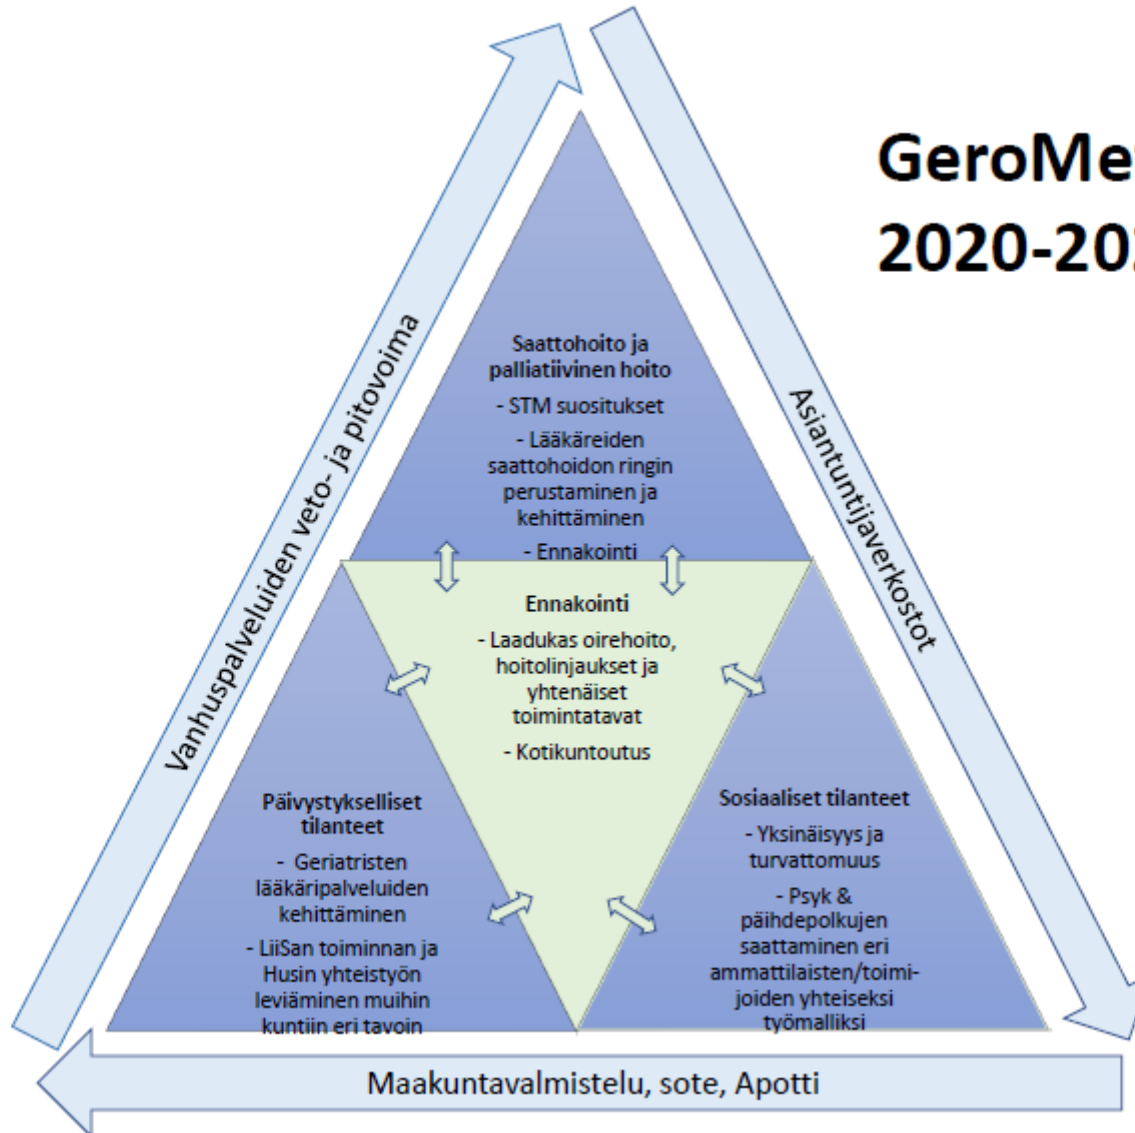 GeroMe
2020-20
Vanhuspalveluiden veto- ja pitovoima
Asiantuntijaverkostot
Saattohoito ja
palliatiivinen hoito
- STM suositukset
- Lääkäreiden
saattohoidon ringin
perustaminen ja
kehittäminen
- Ennakointi
Ennakointi
- Laadukas oirehoito,
hoitolinjaukset ja
yhtenäiset
toimintatavat
- Kotikuntoutus
Päivystykselliset
tilanteet
- Geriatristen
lääkäripalveluiden
kehittäminen
- LiiSan toiminnan ja
Husin yhteistyön
leviäminen muihin
kuntiin eri tavoin
Sosiaaliset tilanteet
- Yksinäisyys ja
turvattomuus
- Psyk &
päihdepolkujen
saattaminen eri
ammattilaisten/toimi-
joiden yhteiseksi
työmalliksi
Maakuntavalmistelu, sote, Apotti